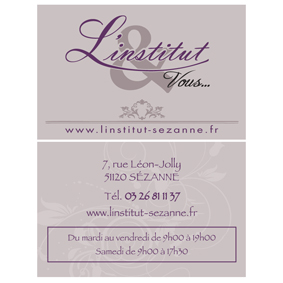 L'institut
&
Vous...
www.linstitut-sezanne.fr
7, rue Léon-Jolly
51120 SÉZANNE
Tél. 03 26 81 11 37
www.linstitut-sezanne.fr
Du mardi au vendredi de 9h00 à 19h00
Samedi de 9h00 à 17h30